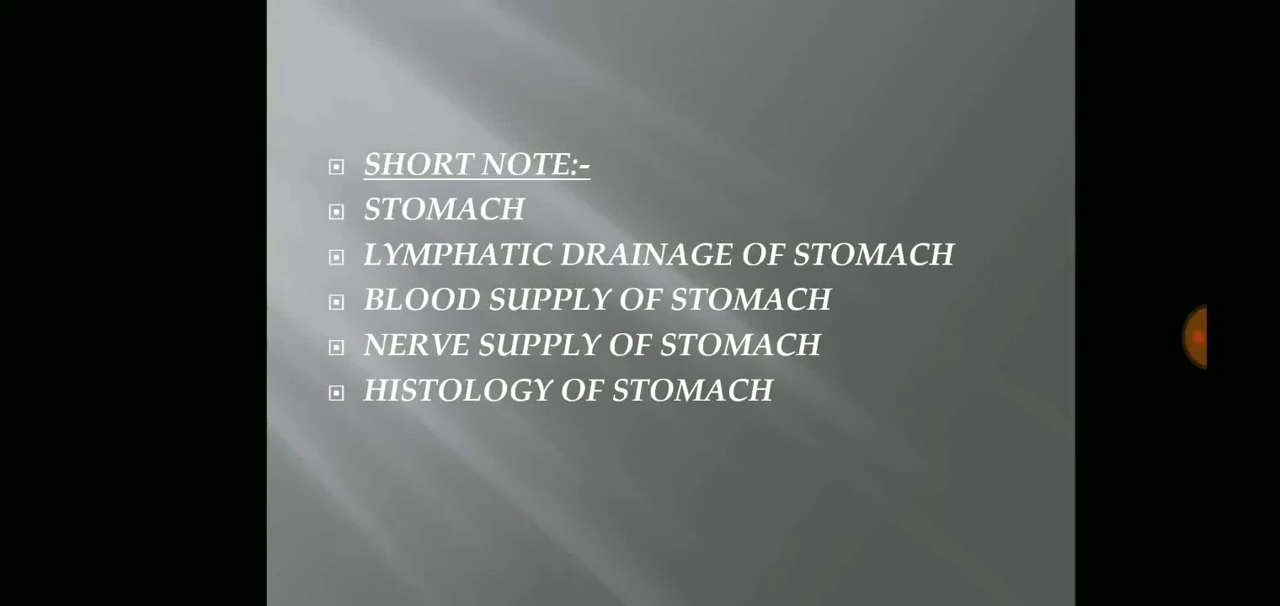 SHORT NOTE:-
STOMACH
LYMPHATIC DRAINAGE OF STOMACH
BLOOD SUPPLY OF STOMACH
NERVE SUPPLY OF STOMACH
HISTOLOGY OF STOMACH